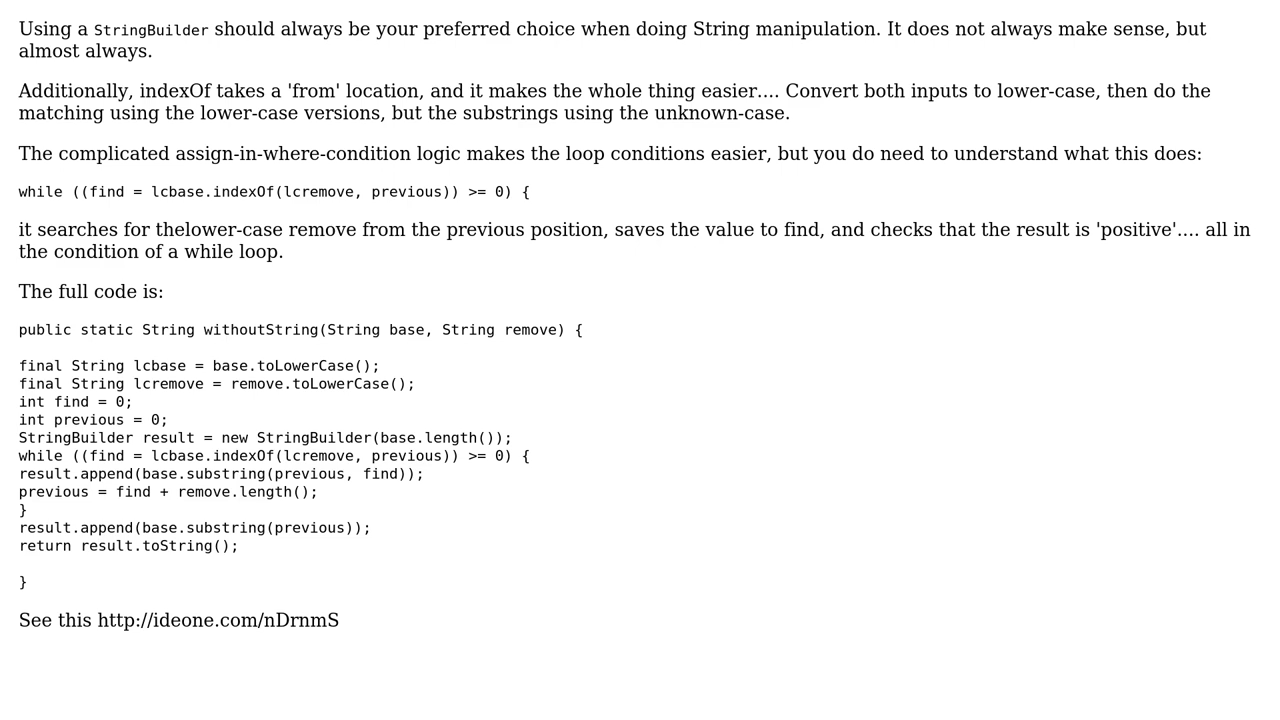 Using a StringBuilder should always be your preferred choice when doing String manipulation. It does not always make sense, but
almost always.
Additionally, indexOf takes a 'from' location, and it makes the whole thing easier.... Convert both inputs to lower-case, then do the
matching using the lower-case versions, but the substrings using the unknown-case.
The complicated assign-in-where-condition logic makes the loop conditions easier, but you do need to understand what this does:
while ((find = lcbase.indexOf(lcremove, previous)) >= 0) {
it searches for thelower-case remove from the previous position, saves the value to find, and checks that the result is 'positive'.... all in
the condition of a while loop.
The full code is:
public static String withoutString(String base, String remove) {
final String lcbase = base.toLowerCase();
final String lcremove = remove.toLowerCase();
int find = 0;
int previous = 0;
StringBuilder result = new StringBuilder(base.length());
while ((find = lcbase.indexOf(lcremove, previous)) >= 0) {
result.append(base.substring(previous, find));
previous = find + remove.length();
}
result.append(base.substring(previous));
return result.toString();
}
See this http://ideone.com/nDrnmS